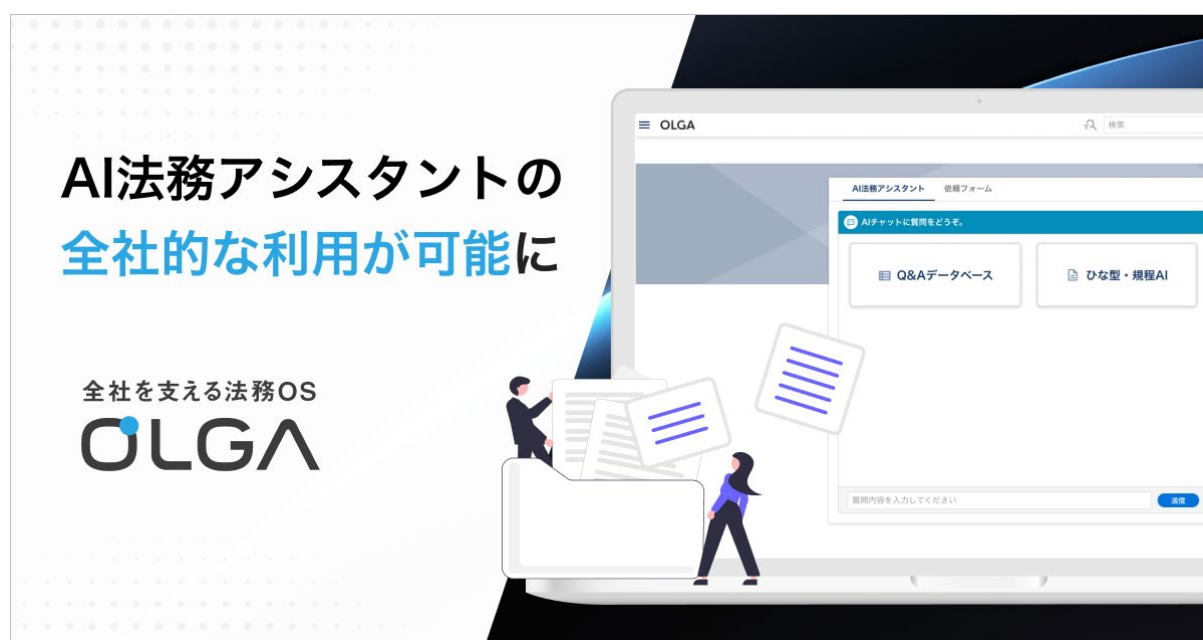 AI法務アシスタントの
全社的な利用が可能に
全社を支える法務OS
OLGA
OLGA
検索
AI法務アシスタント 依頼フォーム
AIチャットに質問をどうぞ。
Q&Aデータベース ひな型・規程AI
質問内容を入力してください 送信